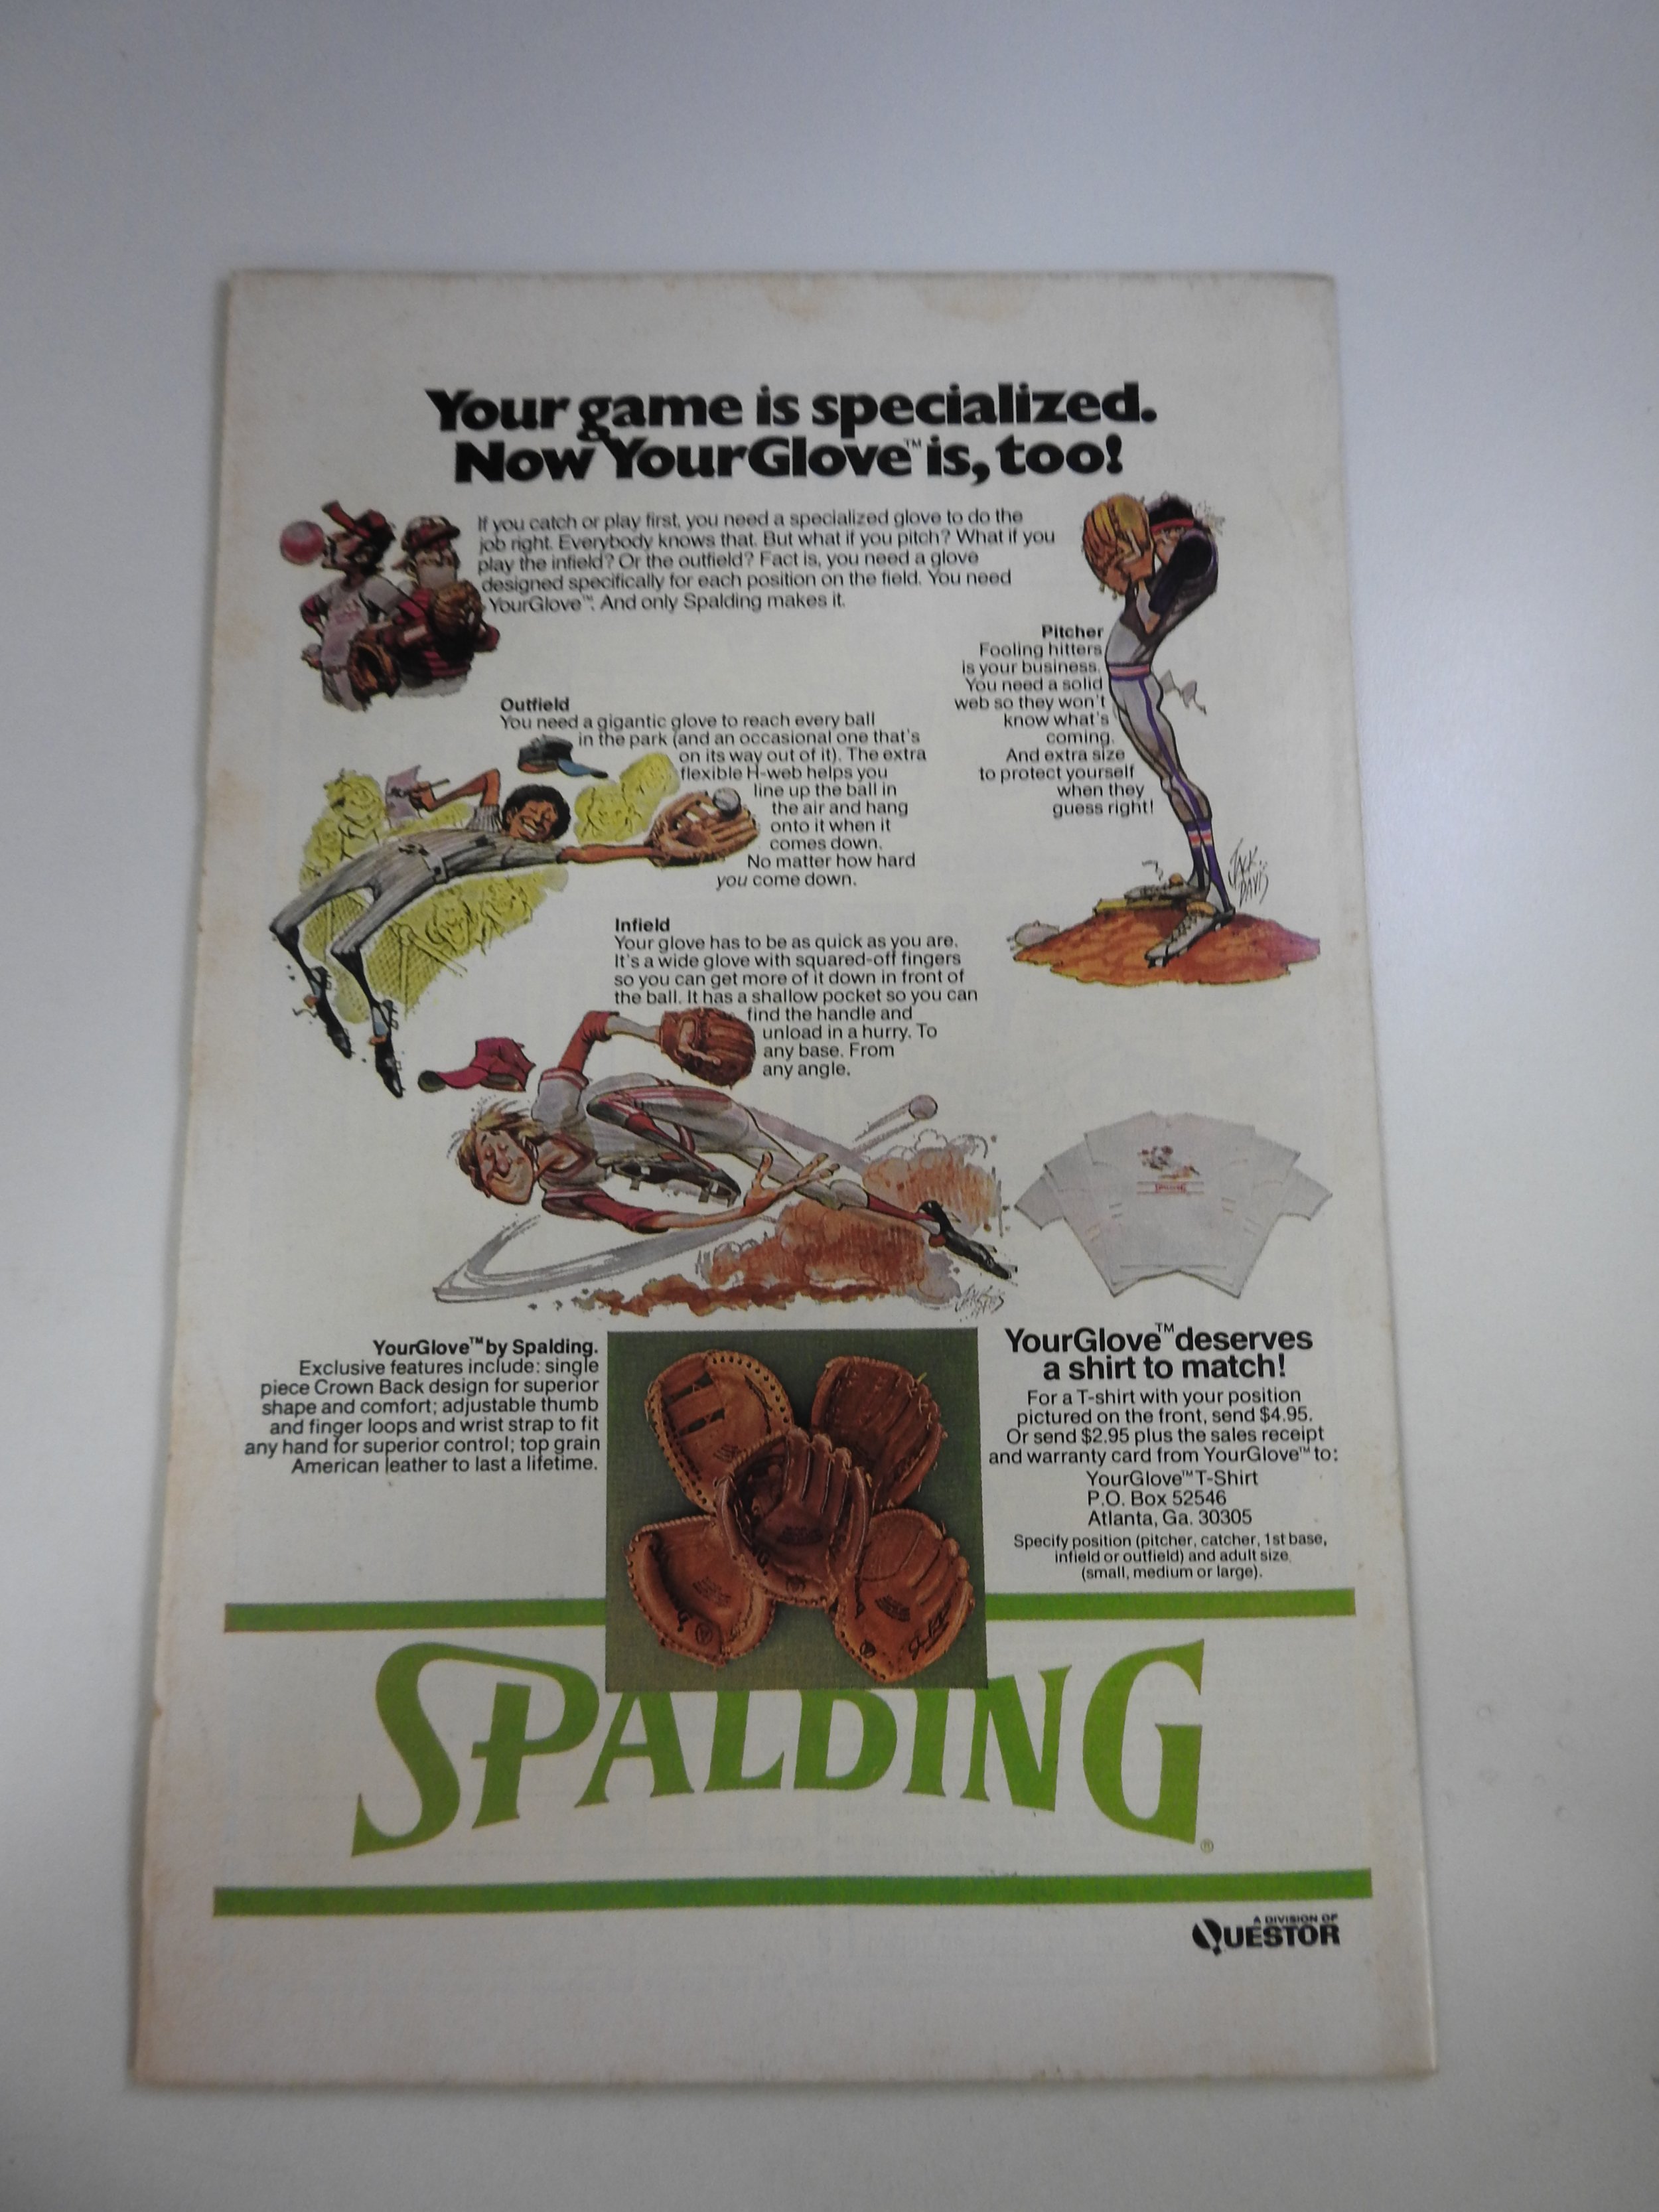 Your game is specialized.
Now YourGlove™ is, too!
If you catch or play first, you need a specialized glove to do the
job right. Everybody knows that. But what if you pitch? What if you
play the infield? Or the outfield? Fact is, you need a glove
designed specifically for each position on the field. You need
YourGlove™. And only Spalding makes it.
Pitcher
Fooling hitters
is your business.
You need a solid
web so they won't
know what's
coming.
And extra size
to protect yourself
when they
guess right!
JACK
DAVIS
Outfield
You need a gigantic glove to reach every ball
in the park (and an occasional one that's
on its way out of it). The extra
flexible H-web helps you
line up the ball in
the air and hang
onto it when it
comes down.
No matter how hard
you come down.
Infield
Your glove has to be as quick as you are.
It's a wide glove with squared-off fingers
so you can get more of it down in front of
the ball. It has a shallow pocket so you can
find the handle and
unload in a hurry. To
any base. From
any angle.
SPALDING
YourGlove™ by Spalding.
Exclusive features include: single
piece Crown Back design for superior
shape and comfort; adjustable thumb
and finger loops and wrist strap to fit
any hand for superior control; top grain
American leather to last a lifetime.
YourGlove™ deserves
a shirt to match!
For a T-shirt with your position
pictured on the front, send $4.95.
Or send $2.95 plus the sales receipt
and warranty card from YourGlove™ to:
YourGlove™ T-Shirt
P.O. Box 52546
Atlanta, Ga. 30305
Specify position (pitcher, catcher, 1st base,
infield or outfield) and adult size
(small, medium or large).
SPALDING®
A DIVISION OF
QUESTOR